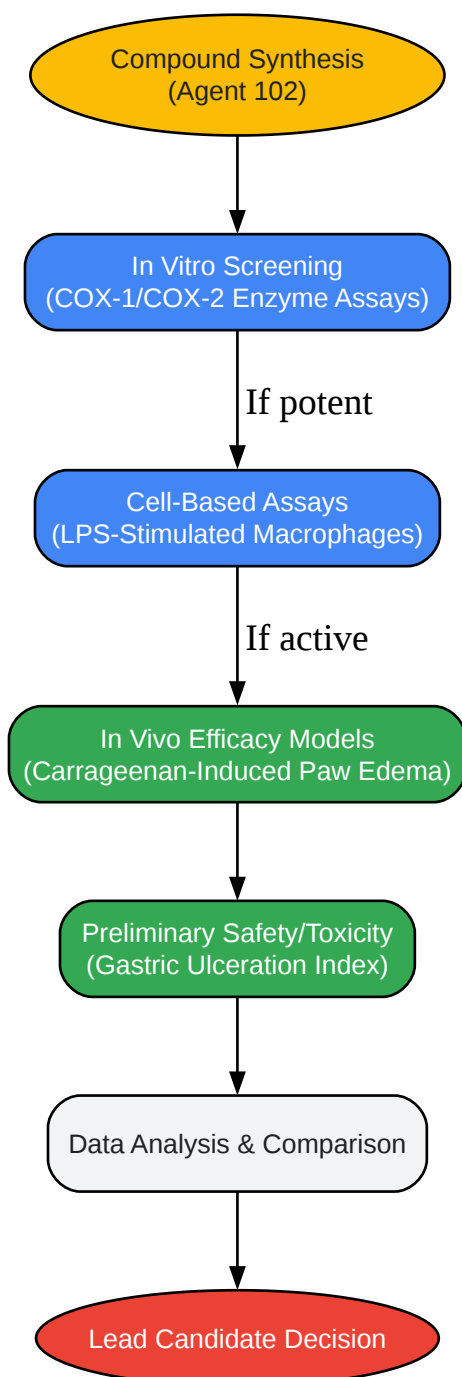 Compound Synthesis
(Agent 102)
In Vitro Screening
(COX-1/COX-2 Enzyme Assays)
If potent
Cell-Based Assays
(LPS-Stimulated Macrophages)
If active
In Vivo Efficacy Models
(Carrageenan-Induced Paw Edema)
Preliminary Safety/Toxicity
(Gastric Ulceration Index)
Data Analysis & Comparison
Lead Candidate Decision